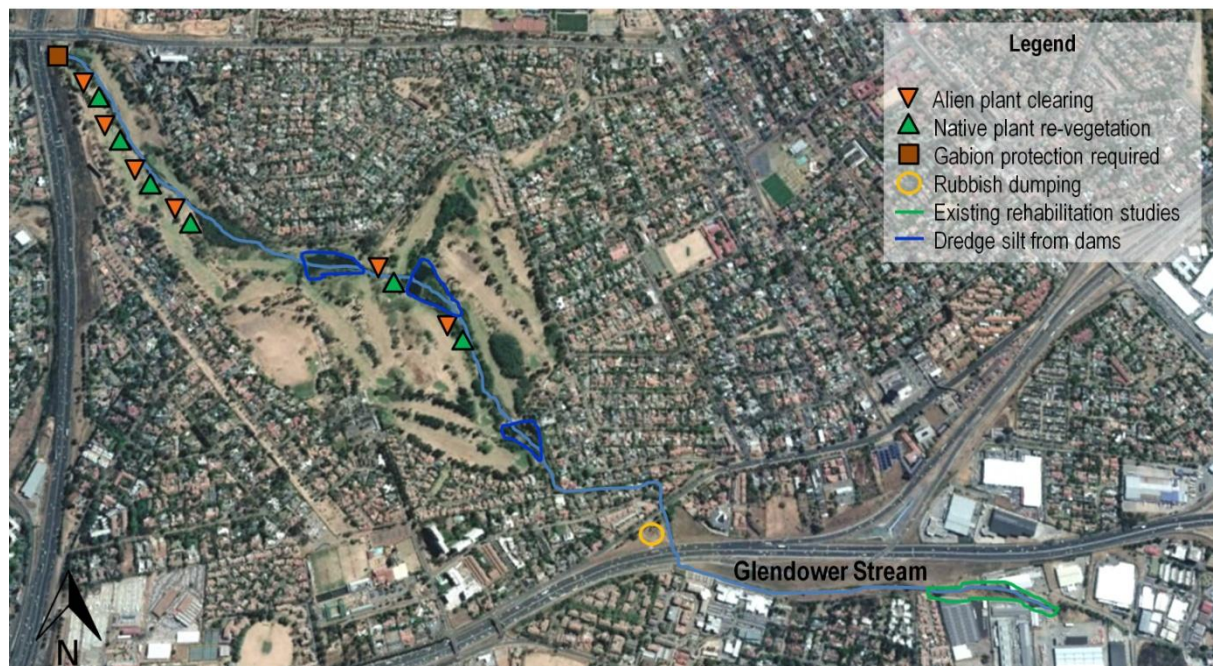 Legend
Alien plant clearing
Native plant re-vegetation
Gabion protection required
Rubbish dumping
Existing rehabilitation studies
Dredge silt from dams
Glendower Stream
N